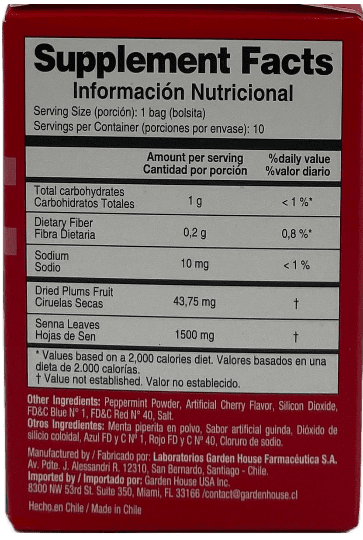 Supplement Facts
Información Nutricional
Serving Size (porción): 1 bag (bolsita)
Servings per Container (porciones por envase): 10
Amount per serving %daily value
Cantidad por porción %valor diario
Total carbohydrates
Carbohidratos Totales 1 g < 1 %*
Dietary Fiber
Fibra Dietaria 0,2 g 0,8 %*
Sodium
Sodio 10 mg < 1 %
Dried Plums Fruit
Ciruelas Secas 43,75 mg †
Senna Leaves
Hojas de Sen 1500 mg †
* Values based on a 2,000 calories diet. Valores basados en una
dieta de 2.000 calorías.
† Value not established. Valor no establecido.
Other Ingredients: Peppermint Powder, Artificial Cherry Flavor, Silicon Dioxide,
FD&C Blue N° 1, FD&C Red N° 40, Salt.
Otros Ingredientes: Menta piperita en polvo, Sabor artificial guinda, Dióxido de
silicio coloidal, Azul FD y C N° 1, Rojo FD y C N° 40, Cloruro de sodio.
Manufactured by / Fabricado por: Laboratorios Garden House Farmacéutica S.A.
Av. Pdte. J. Alessandri R. 12310, San Bernardo, Santiago - Chile.
Imported by / Importado por: Garden House USA Inc.
8300 NW 53rd St. Suite 350, Miami, FL 33166 /contact@gardenhouse.cl
Hecho en Chile / Made in Chile